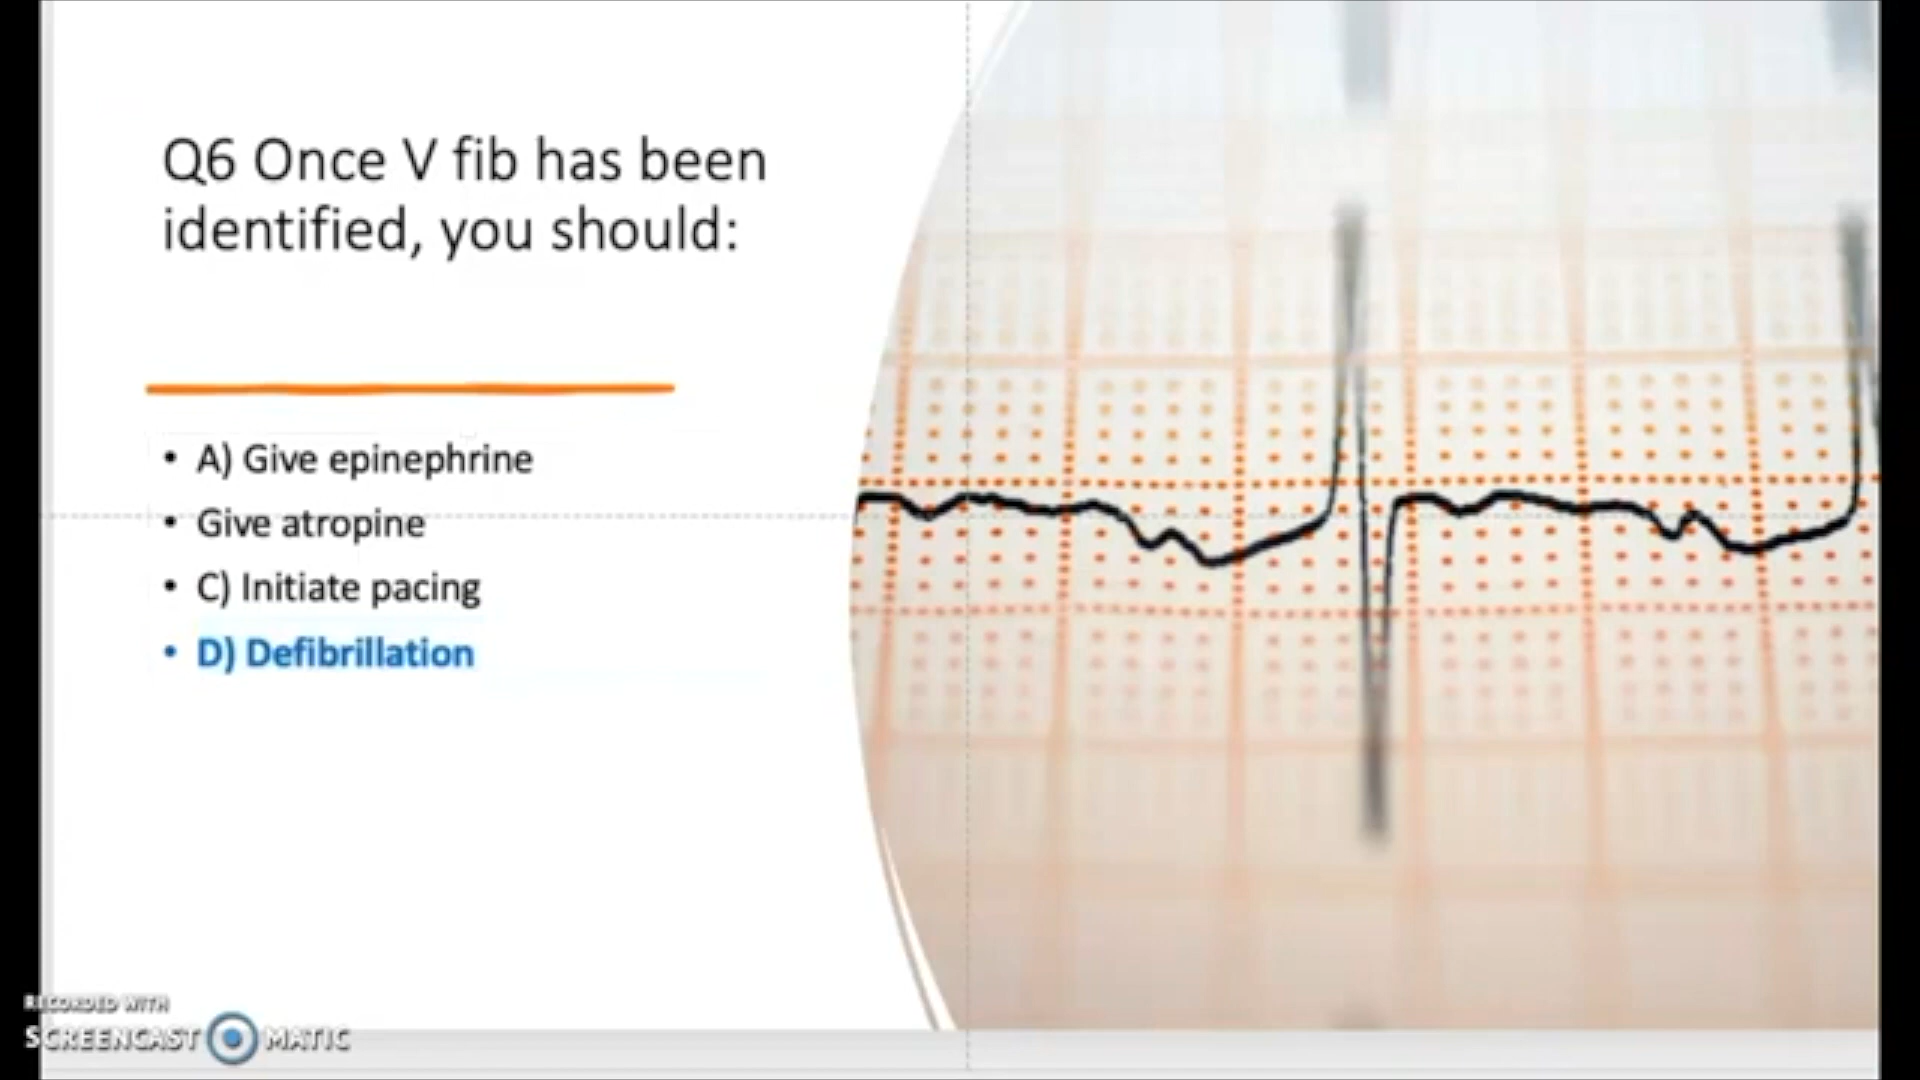 Q6 Once V fib has been
identified, you should:
• A) Give epinephrine
• Give atropine
• C) Initiate pacing
• D) Defibrillation
RECORDED WITH
SCREENCAST MATIC